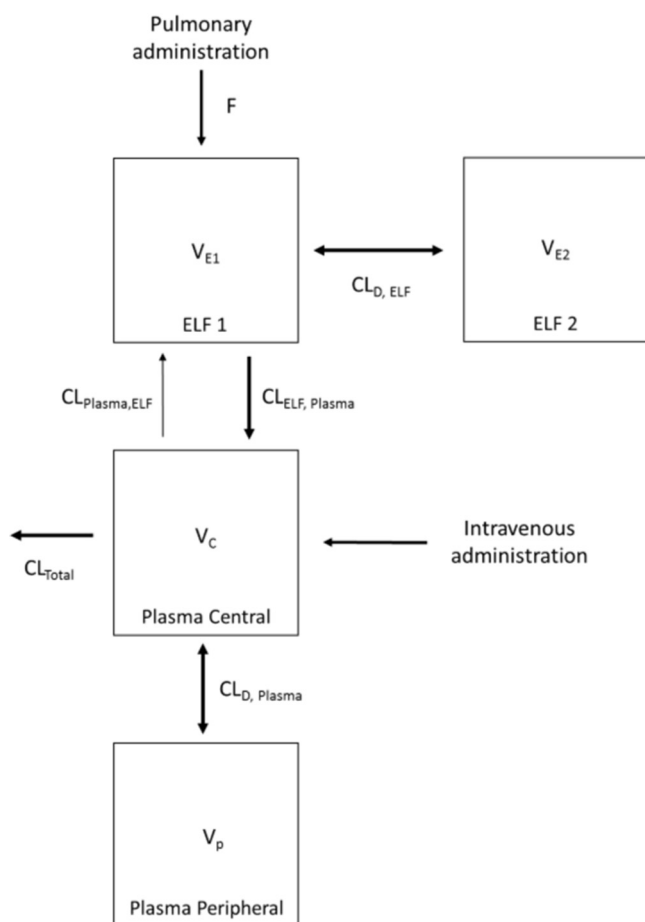 Pulmonary
administration
F
V_E1
V_E2
CL_D, ELF
ELF 1
ELF 2
CL_Plasma,ELF
CL_ELF, Plasma
V_C
Intravenous
administration
CL_Total
Plasma Central
CL_D, Plasma
V_p
Plasma Peripheral